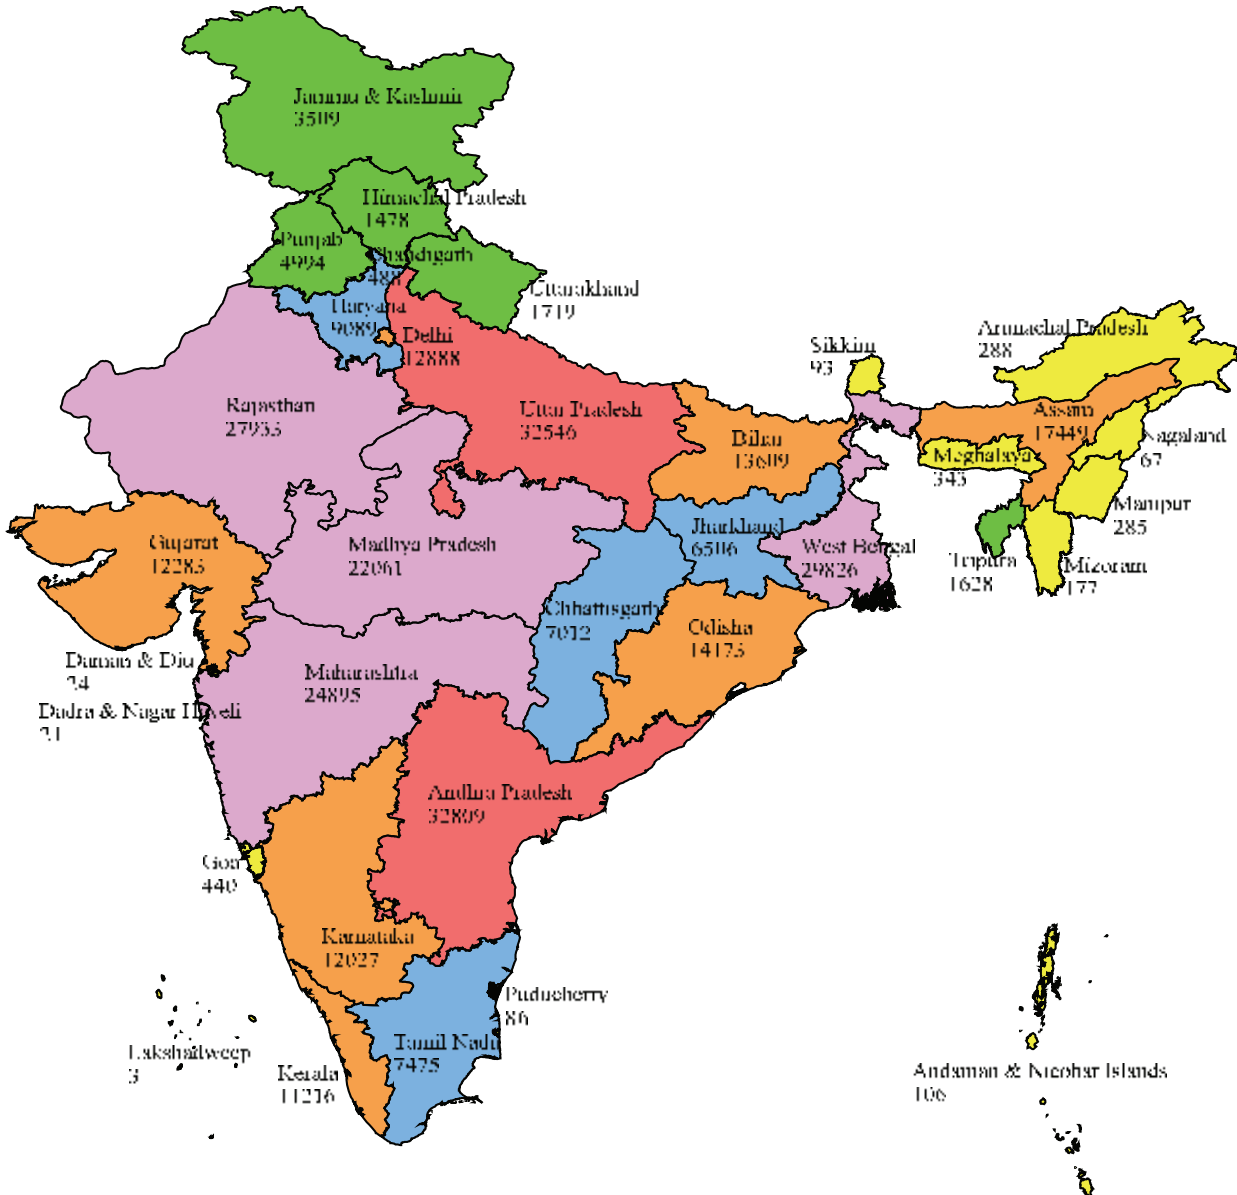 Jammu & Kashmir
3509
Himachal Pradesh
1478
Punjab
4994
Chandigarh
488
Uttarakhand
1719
Haryana
9089
Delhi
12888
Arunachal Pradesh
288
Sikkim
93
Rajasthan
27933
Uttar Pradesh
32546
Bihar
13609
Assam
17449
Nagaland
67
Meghalaya
343
Manipur
285
Gujarat
12283
Madhya Pradesh
22061
Jharkhand
6506
West Bengal
29826
Tripura
1628
Mizoram
177
Chhattisgarh
7012
Odisha
14173
Daman & Diu
Maharashtra
24895
Dadra & Nagar Haveli
Andhra Pradesh
32809
Goa
440
Karnataka
12027
Puducherry
86
Lakshadweep
3
Tamil Nadu
7475
Kerala
11216
Andaman & Nicobar Islands
106